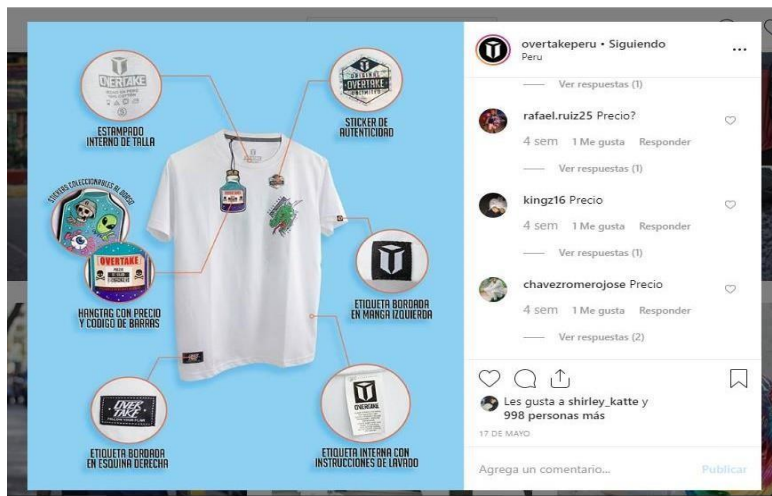 OVERTAKE
ESTAMPADO
INTERNO DE TALLA
ORIGINAL
OVERTAKE
STICKER DE
AUTENTICIDAD
STICKERS COLECCIONABLES AL DORSO
OVERTAKE
HANGTAG CON PRECIO
Y CODIGO DE BARRAS
ETIQUETA BORDADA
EN MANGA IZQUIERDA
OVER
TAKE
ETIQUETA BORDADA
EN ESQUINA DERECHA
OVERTAKE
ETIQUETA INTERNA CON
INSTRUCCIONES DE LAVADO
overtakeperu • Siguiendo
Peru
Ver respuestas (1)
rafael.ruiz25 Precio?
4 sem 1 Me gusta Responder
Ver respuestas (1)
kingz16 Precio
4 sem 1 Me gusta Responder
Ver respuestas (1)
chavezromerojose Precio
4 sem 1 Me gusta Responder
Ver respuestas (2)
Les gusta a shirley_katte y
998 personas más
17 DE MAYO
Agrega un comentario...
Publicar